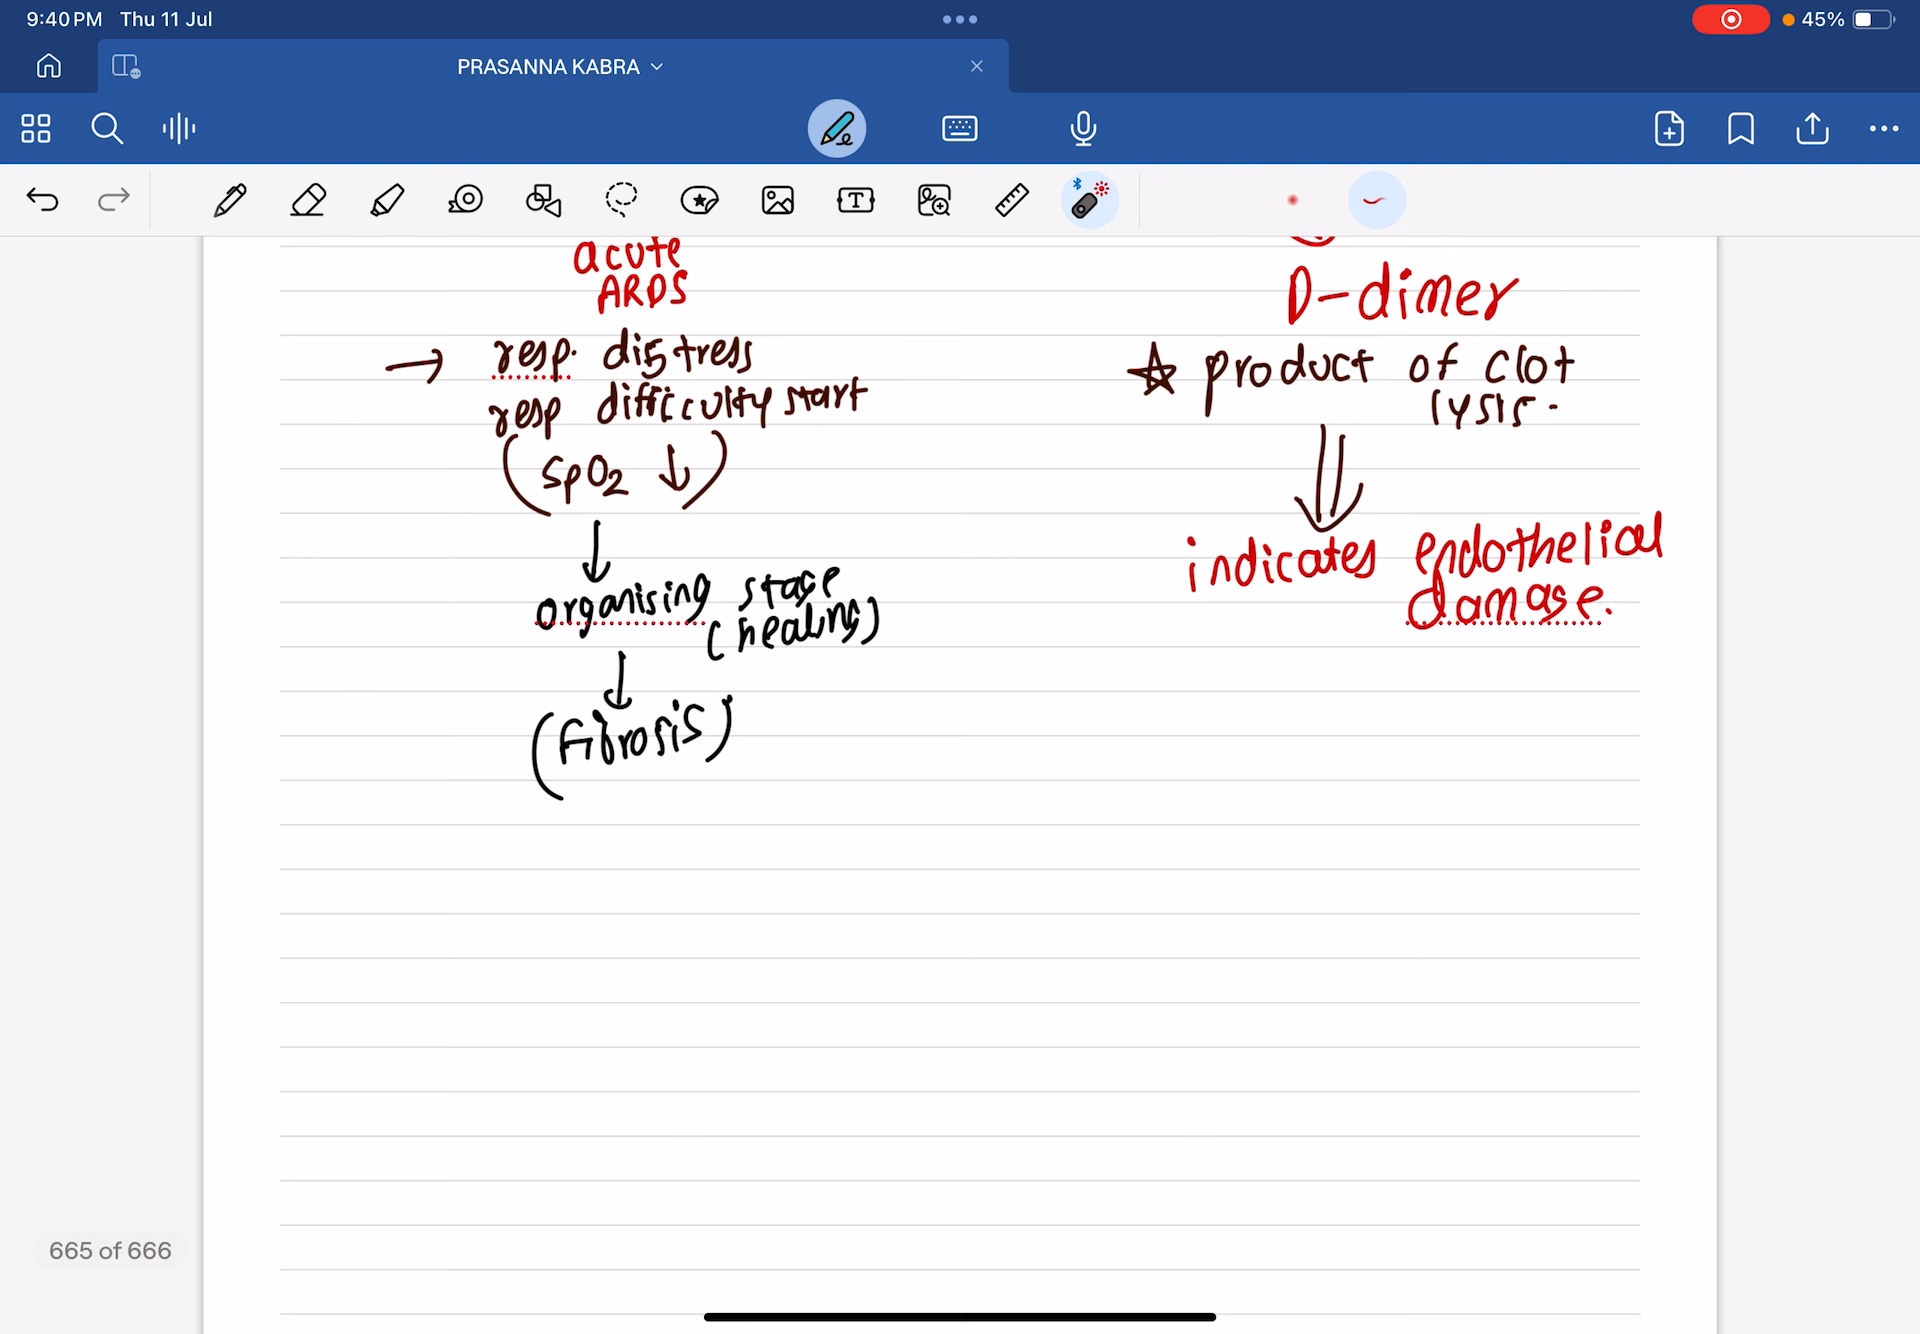 9:40 PM Thu 11 Jul
45%
PRASANNA KABRA
acute
ARDS
→ resp. distress
resp difficulty start
(SpO2 ↓)
↓
organising stage
(healing)
↓
(Fibrosis)
D-dimer
☆ product of clot
lysis.
⇓
indicates endothelial
damage.
665 of 666